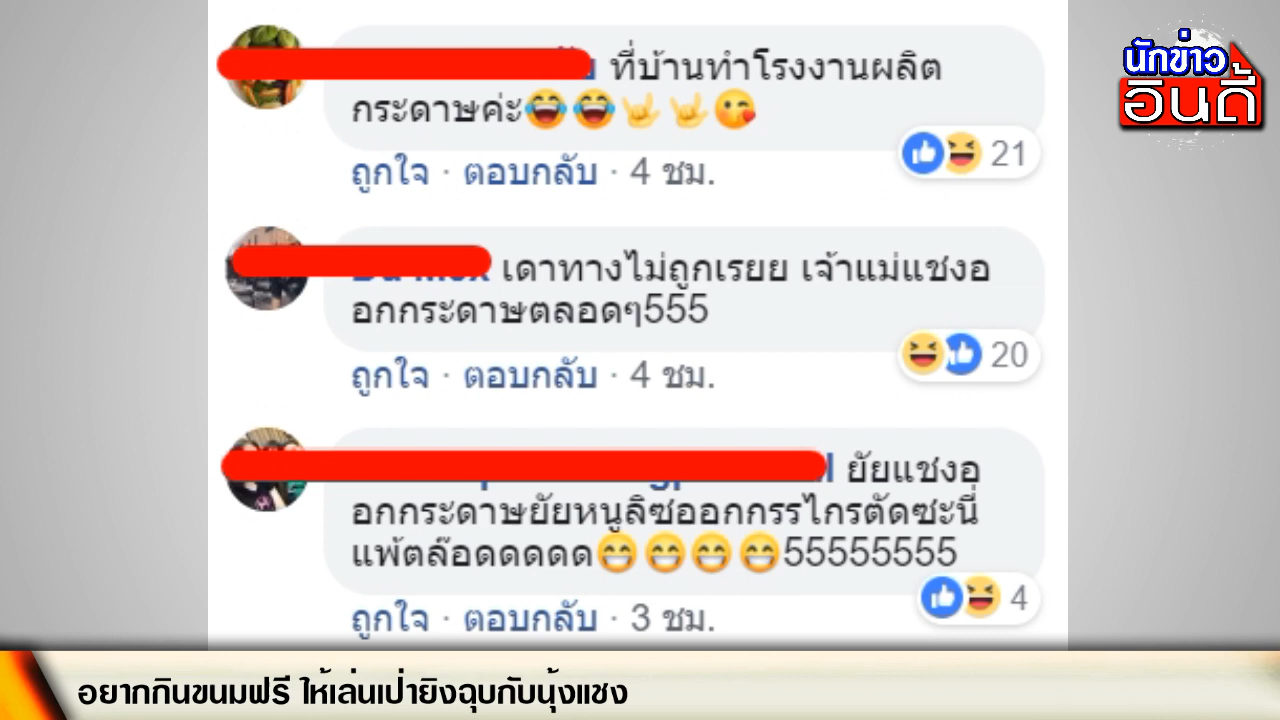 นักข่าว
อินดี้
ที่บ้านทำโรงงานผลิต
กระดาษค่ะ😂😂🤟🤟😘
21
ถูกใจ · ตอบกลับ · 4 ชม.
เดาทางไม่ถูกเรยย เจ้าแม่แชงอ
อกกระดาษตลอดๆ555
20
ถูกใจ · ตอบกลับ · 4 ชม.
ยัยแชงอ
อกกระดาษยัยหนูลิซออกกรรไกรตัดซะนี่
แพ้ตล๊อดดดดด😁😁😁😁55555555
4
ถูกใจ · ตอบกลับ · 3 ชม.
อยากกินขนมฟรี ให้เล่นเป่ายิงฉุบกับนุ้งแชง